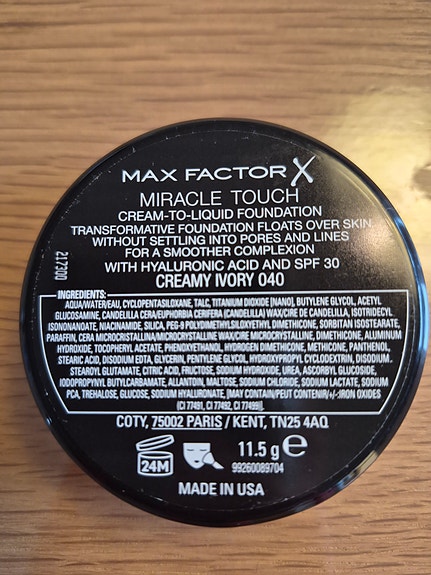 MAX FACTOR X
MIRACLE TOUCH
CREAM-TO-LIQUID FOUNDATION
TRANSFORMATIVE FOUNDATION FLOATS OVER SKIN
WITHOUT SETTLING INTO PORES AND LINES
FOR A SMOOTHER COMPLEXION
WITH HYALURONIC ACID AND SPF 30
CREAMY IVORY 040
217300
INGREDIENTS:
AQUA/WATER/EAU, CYCLOPENTASILOXANE, TALC, TITANIUM DIOXIDE [NANO], BUTYLENE GLYCOL, ACETYL
GLUCOSAMINE, CANDELILLA CERA/EUPHORBIA CERIFERA (CANDELILLA) WAX/CIRE DE CANDELILLA, ISOTRIDECYL
ISONONANOATE, NIACINAMIDE, SILICA, PEG-9 POLYDIMETHYLSILOXYETHYL DIMETHICONE, SORBITAN ISOSTEARATE,
PARAFFIN, CERA MICROCRISTALLINA/MICROCRYSTALLINE WAX/CIRE MICROCRYSTALLINE, DIMETHICONE, ALUMINUM
HYDROXIDE, TOCOPHERYL ACETATE, PHENOXYETHANOL, HYDROGEN DIMETHICONE, METHICONE, PANTHENOL,
STEARIC ACID, DISODIUM EDTA, GLYCERIN, PENTYLENE GLYCOL, HYDROXYPROPYL CYCLODEXTRIN, DISODIUM
STEAROYL GLUTAMATE, CITRIC ACID, FRUCTOSE, SODIUM HYDROXIDE, UREA, ASCORBYL GLUCOSIDE,
IODOPROPYNYL BUTYLCARBAMATE, ALLANTOIN, MALTOSE, SODIUM CHLORIDE, SODIUM LACTATE, SODIUM
PCA, TREHALOSE, GLUCOSE, SODIUM HYALURONATE, [MAY CONTAIN/PEUT CONTENIR/+/-:IRON OXIDES
(CI 77491, CI 77492, CI 77499)].
COTY, 75002 PARIS / KENT, TN25 4AQ
24M
11.5 g e
99260089704
MADE IN USA